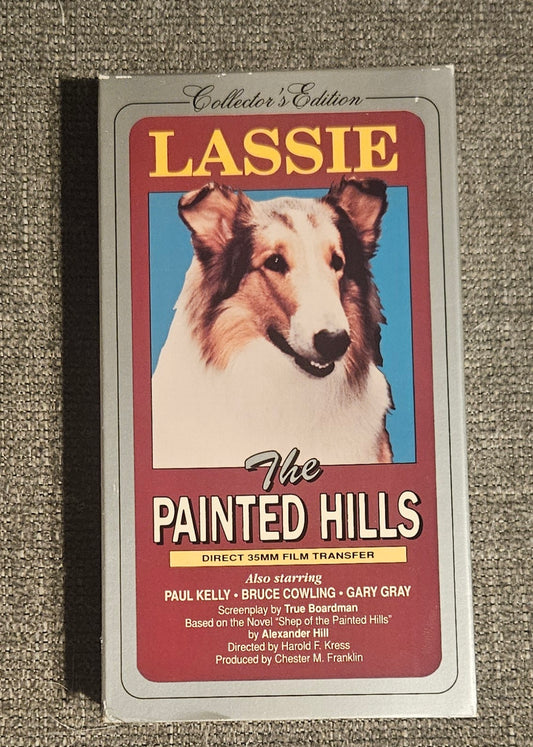 Collector's Edition
LASSIE
The
PAINTED HILLS
DIRECT 35MM FILM TRANSFER
Also starring
PAUL KELLY • BRUCE COWLING • GARY GRAY
Screenplay by True Boardman
Based on the Novel "Shep of the Painted Hills"
by Alexander Hill
Directed by Harold F. Kress
Produced by Chester M. Franklin